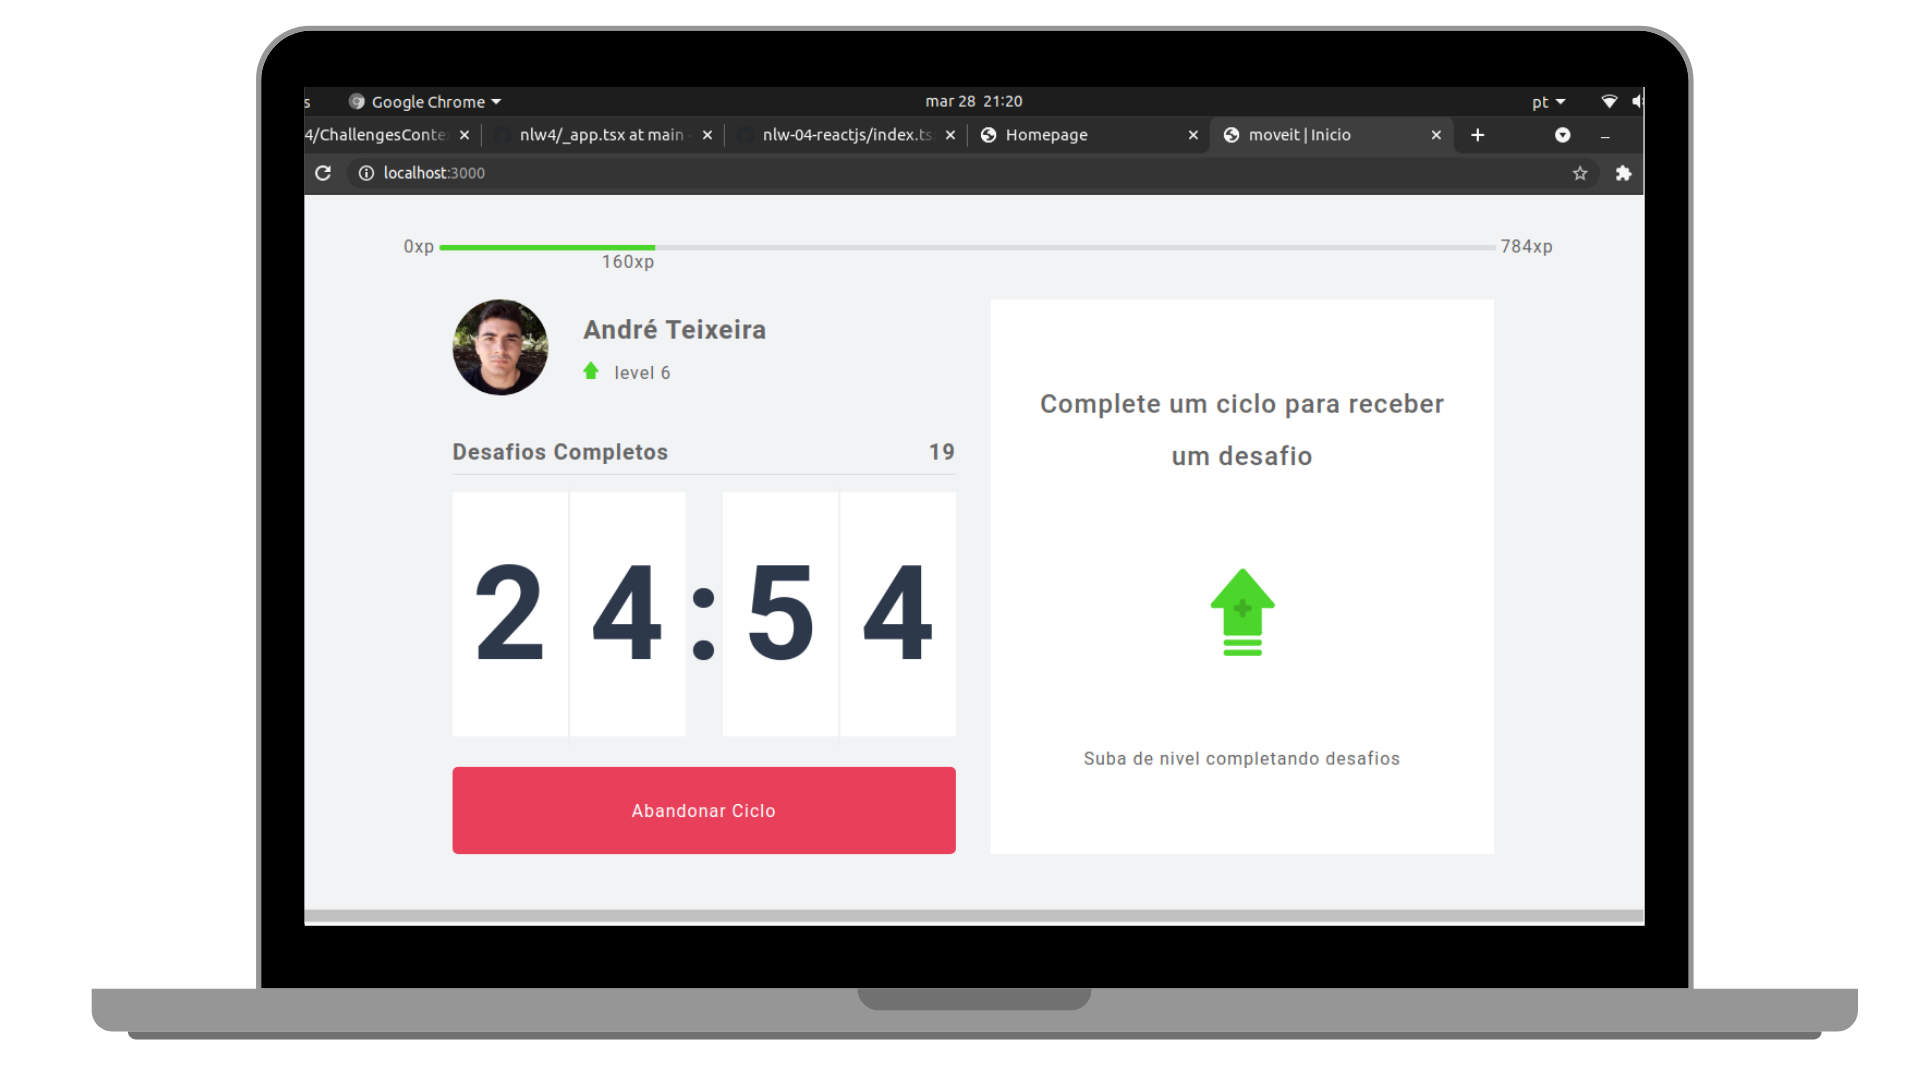 s Google Chrome mar 28 21:20 pt
4/ChallengesConte nlw4/_app.tsx at main nlw-04-reactjs/index.ts Homepage moveit | Inicio
localhost:3000
0xp 784xp
160xp
André Teixeira
level 6
Desafios Completos 19
24:54
Abandonar Ciclo
Complete um ciclo para receber
um desafio
Suba de nivel completando desafios